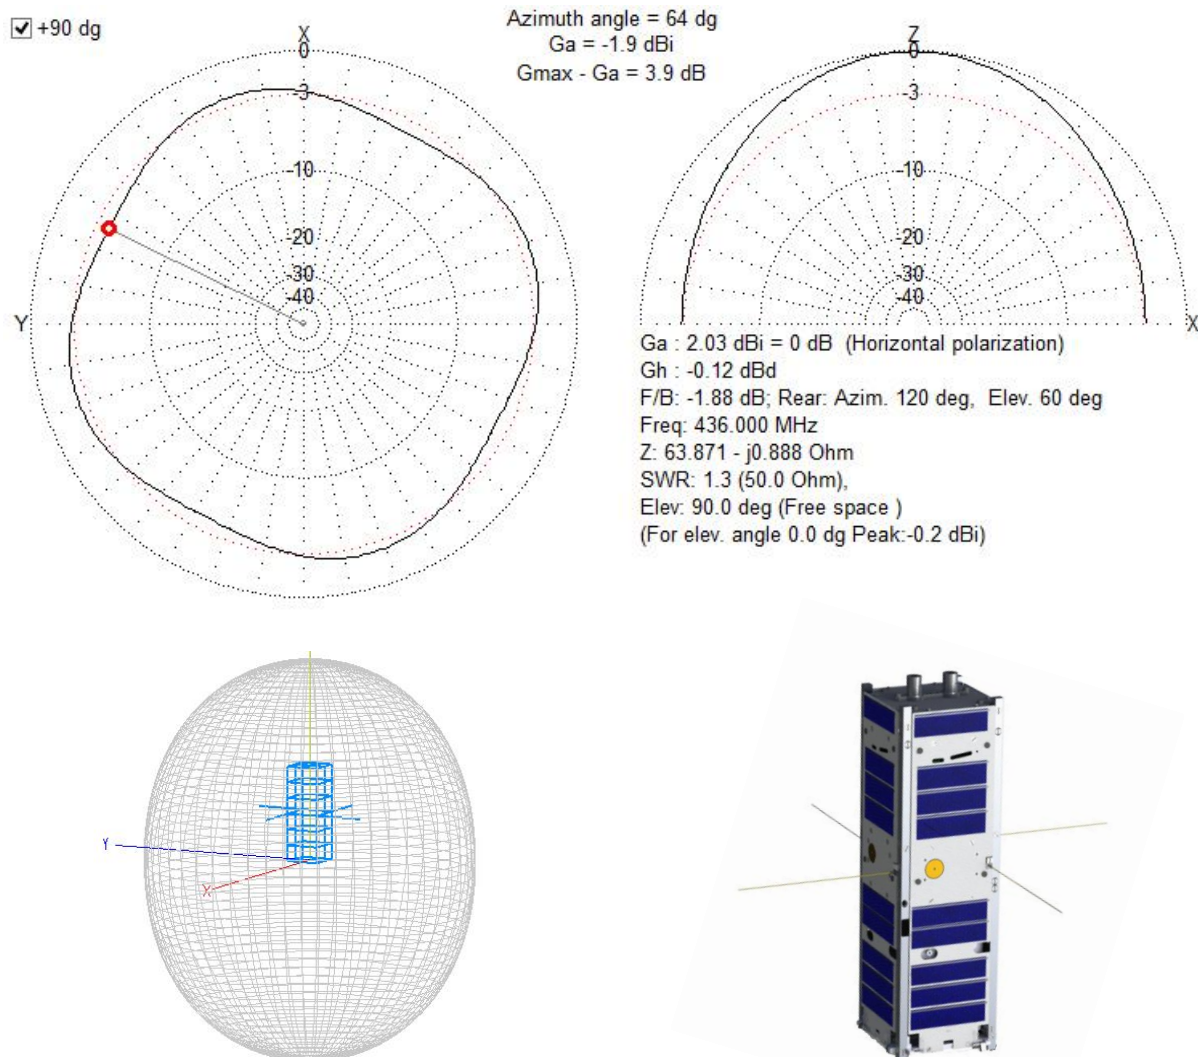 +90 dg
Azimuth angle = 64 dg
Ga = -1.9 dBi
Gmax - Ga = 3.9 dB
X
0
-3
-10
-20
-30
-40
Y
Z
0
-3
-10
-20
-30
-40
X
Ga : 2.03 dBi = 0 dB (Horizontal polarization)
Gh : -0.12 dBd
F/B: -1.88 dB; Rear: Azim. 120 deg, Elev. 60 deg
Freq: 436.000 MHz
Z: 63.871 - j0.888 Ohm
SWR: 1.3 (50.0 Ohm),
Elev: 90.0 deg (Free space )
(For elev. angle 0.0 dg Peak:-0.2 dBi)
Y
X